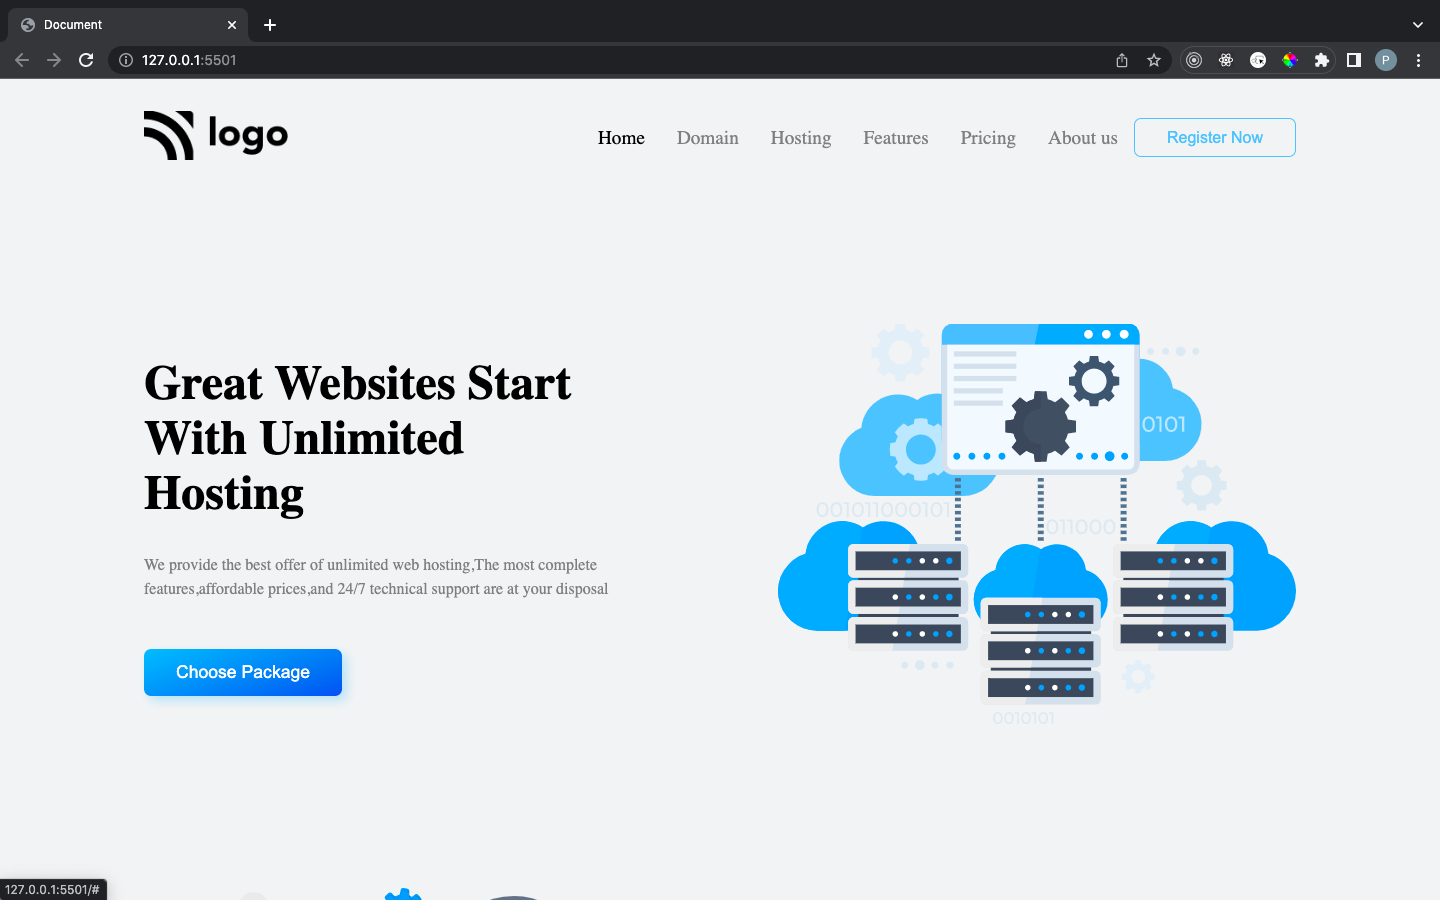 Document
127.0.0.1:5501
P
logo
Home Domain Hosting Features Pricing About us Register Now
Great Websites Start
With Unlimited
Hosting
We provide the best offer of unlimited web hosting,The most complete
features,affordable prices,and 24/7 technical support are at your disposal
Choose Package
0101
001011000101
011000
0010101
127.0.0.1:5501/#